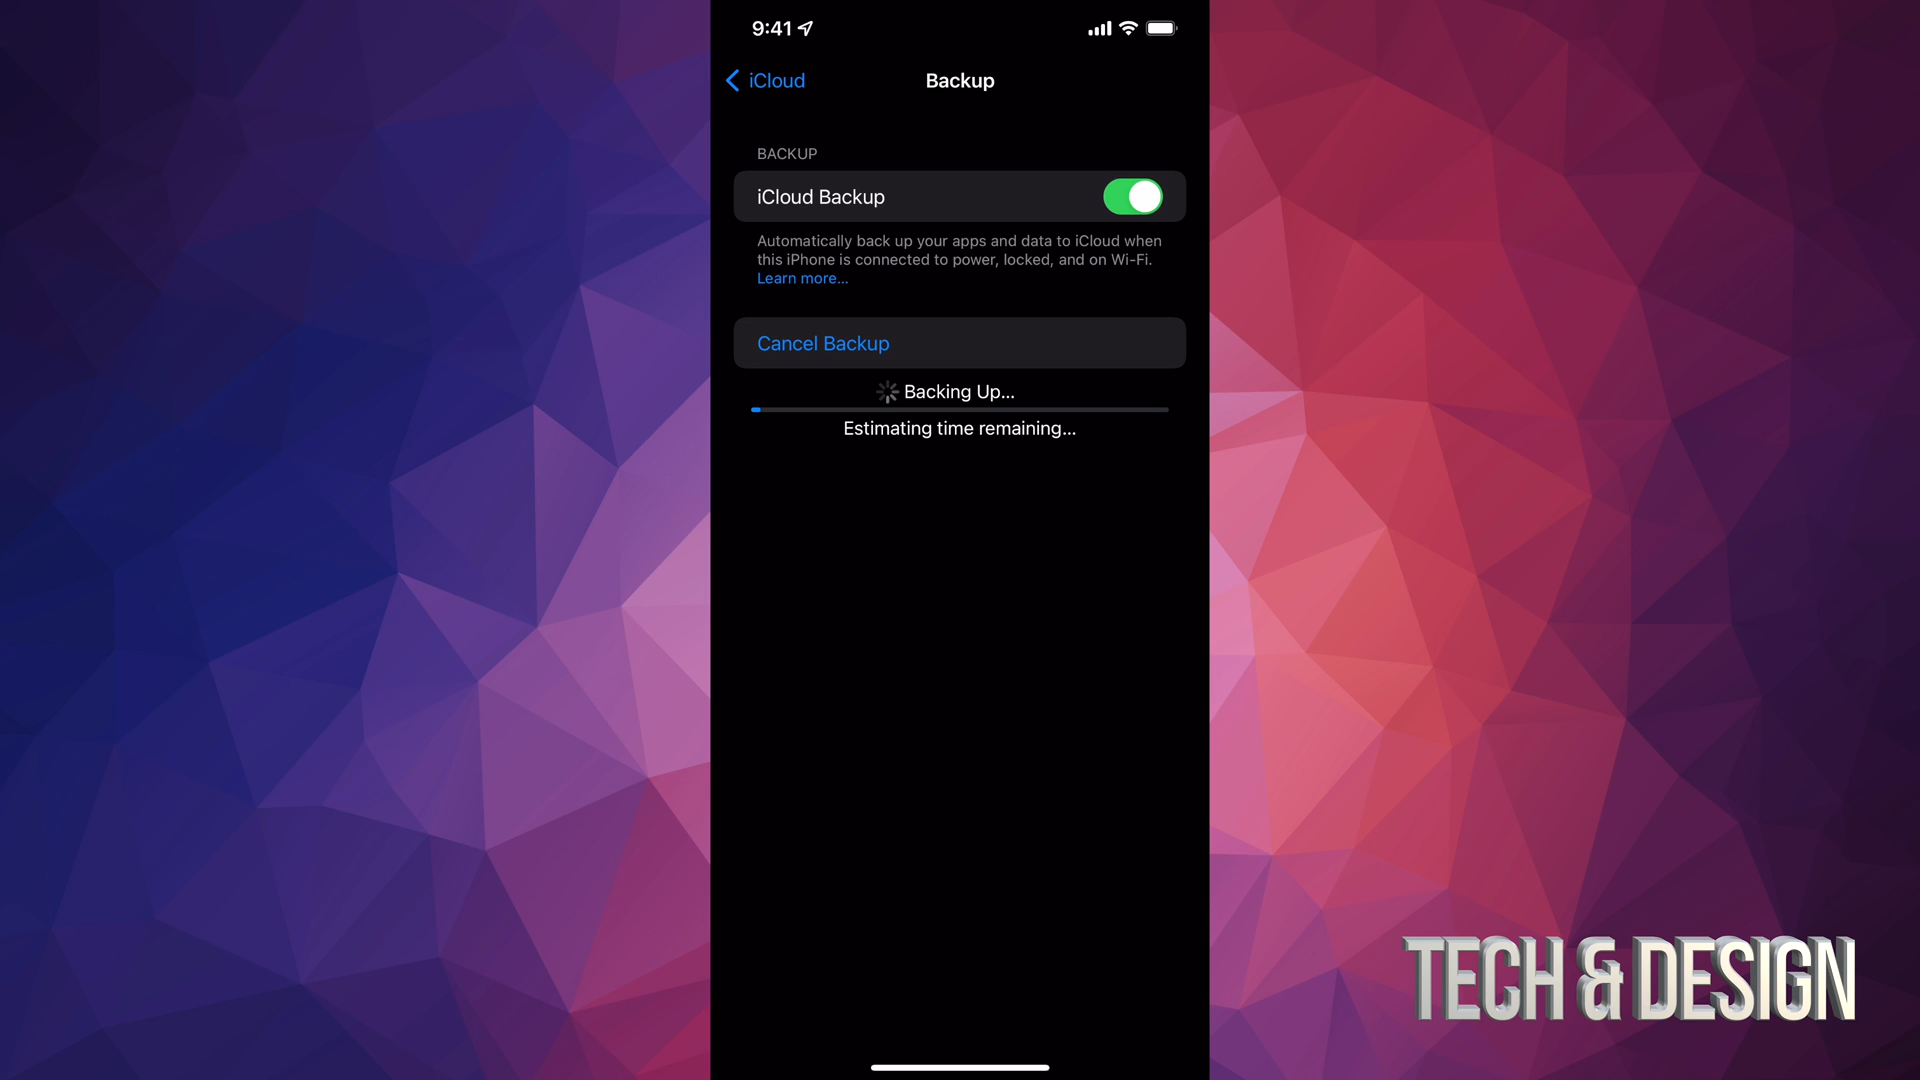 9:41
iCloud
Backup
BACKUP
iCloud Backup
Automatically back up your apps and data to iCloud when
this iPhone is connected to power, locked, and on Wi-Fi.
Learn more...
Cancel Backup
Backing Up...
Estimating time remaining...
TECH & DESIGN